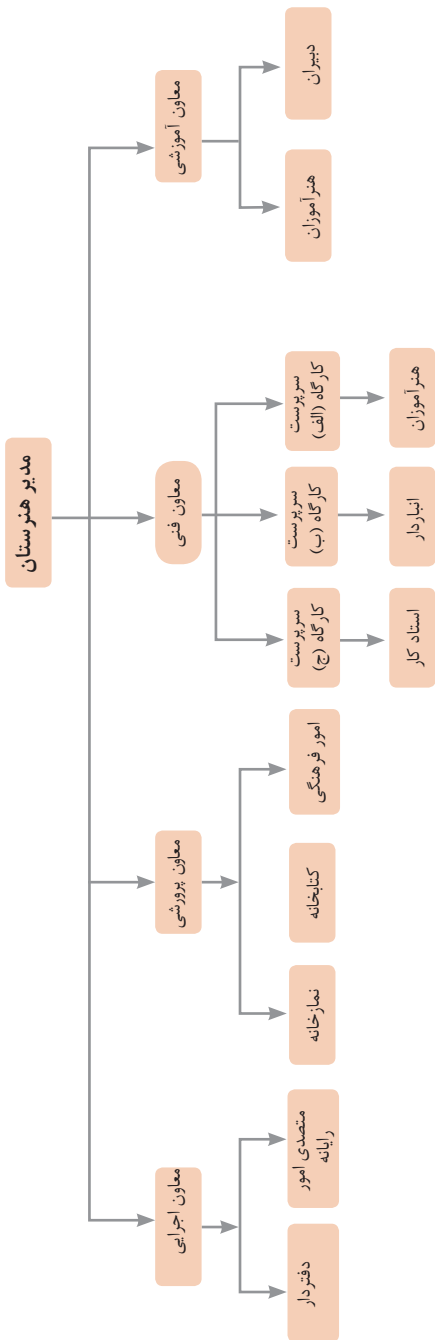 مدیر هنرستان
معاون آموزشی
معاون فنی
معاون پرورشی
معاون اجرایی
دبیران
هنرآموزان
سرپرست
کارگاه (الف)
سرپرست
کارگاه (ب)
سرپرست
کارگاه (ج)
امور فرهنگی
کتابخانه
نمازخانه
متصدی امور
رایانه
دفتردار
هنرآموزان
انباردار
استاد کار